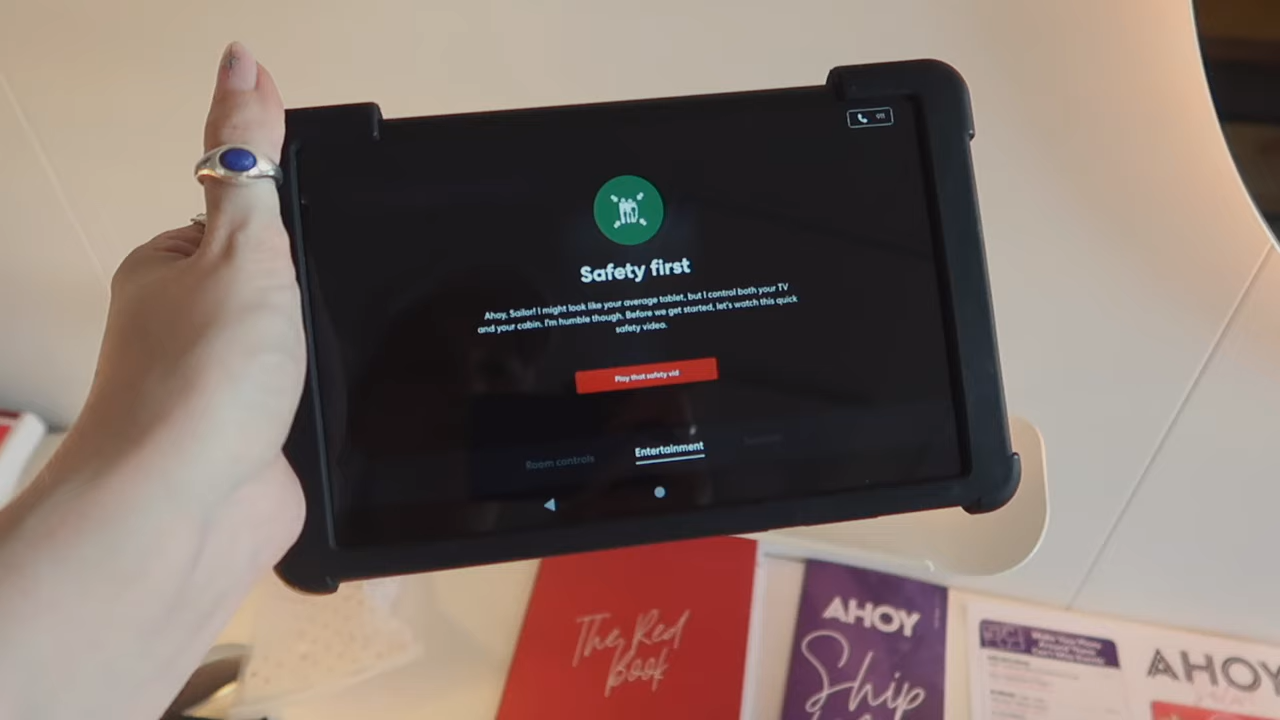 911
Safety first
Ahoy, Sailor! I might look like your average tablet, but I control both your TV
and your cabin. I'm humble though. Before we get started, let's watch this quick
safety video.
Play that safety vid
Room controls
Entertainment
The Red
Book
AHOY
Ship
AHOY